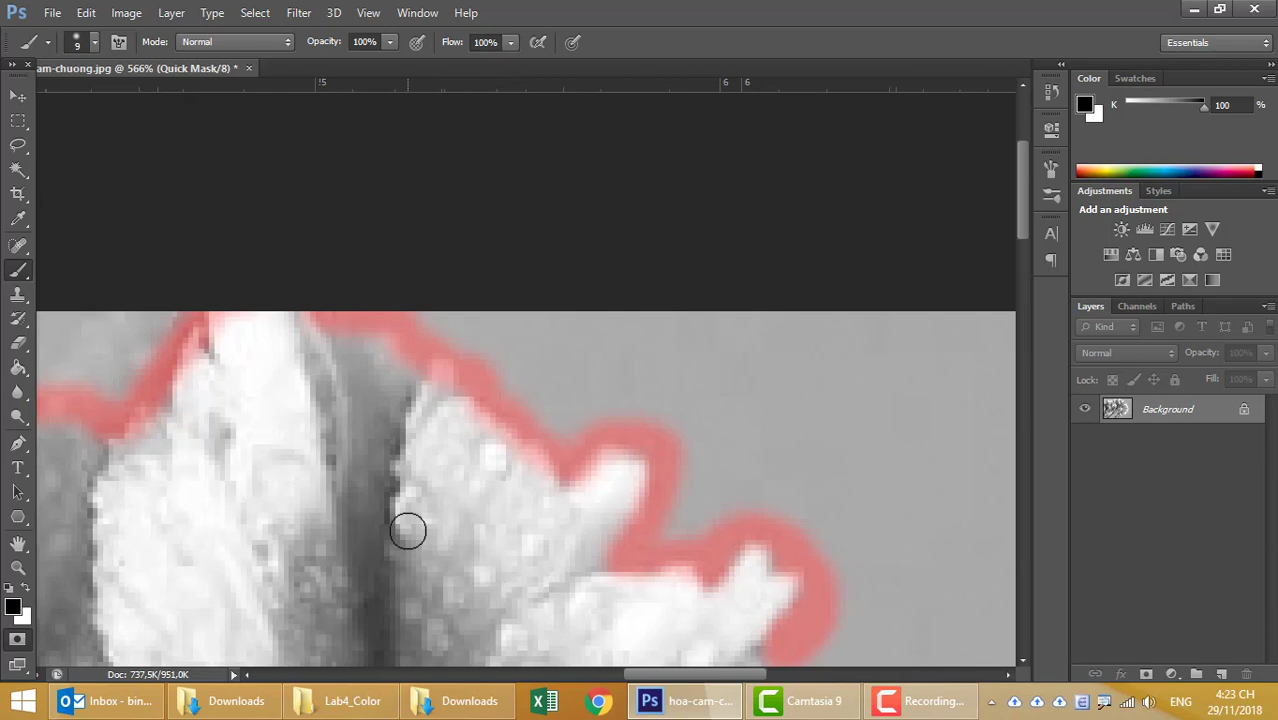 Ps File Edit Image Layer Type Select Filter 3D View Window Help
9 Mode: Normal Opacity: 100% Flow: 100% Essentials
am-chuong.jpg @ 566% (Quick Mask/8) * ×
Color Swatches
K 100 %
Adjustments Styles
Add an adjustment
Layers Channels Paths
Kind
Normal Opacity: 100%
Lock: Fill: 100%
Background
Doc: 737,5K/951,0K
Inbox - bin... Downloads Lab4_Color Downloads hoa-cam-c... Camtasia 9 Recording... ENG 4:23 CH
29/11/2018